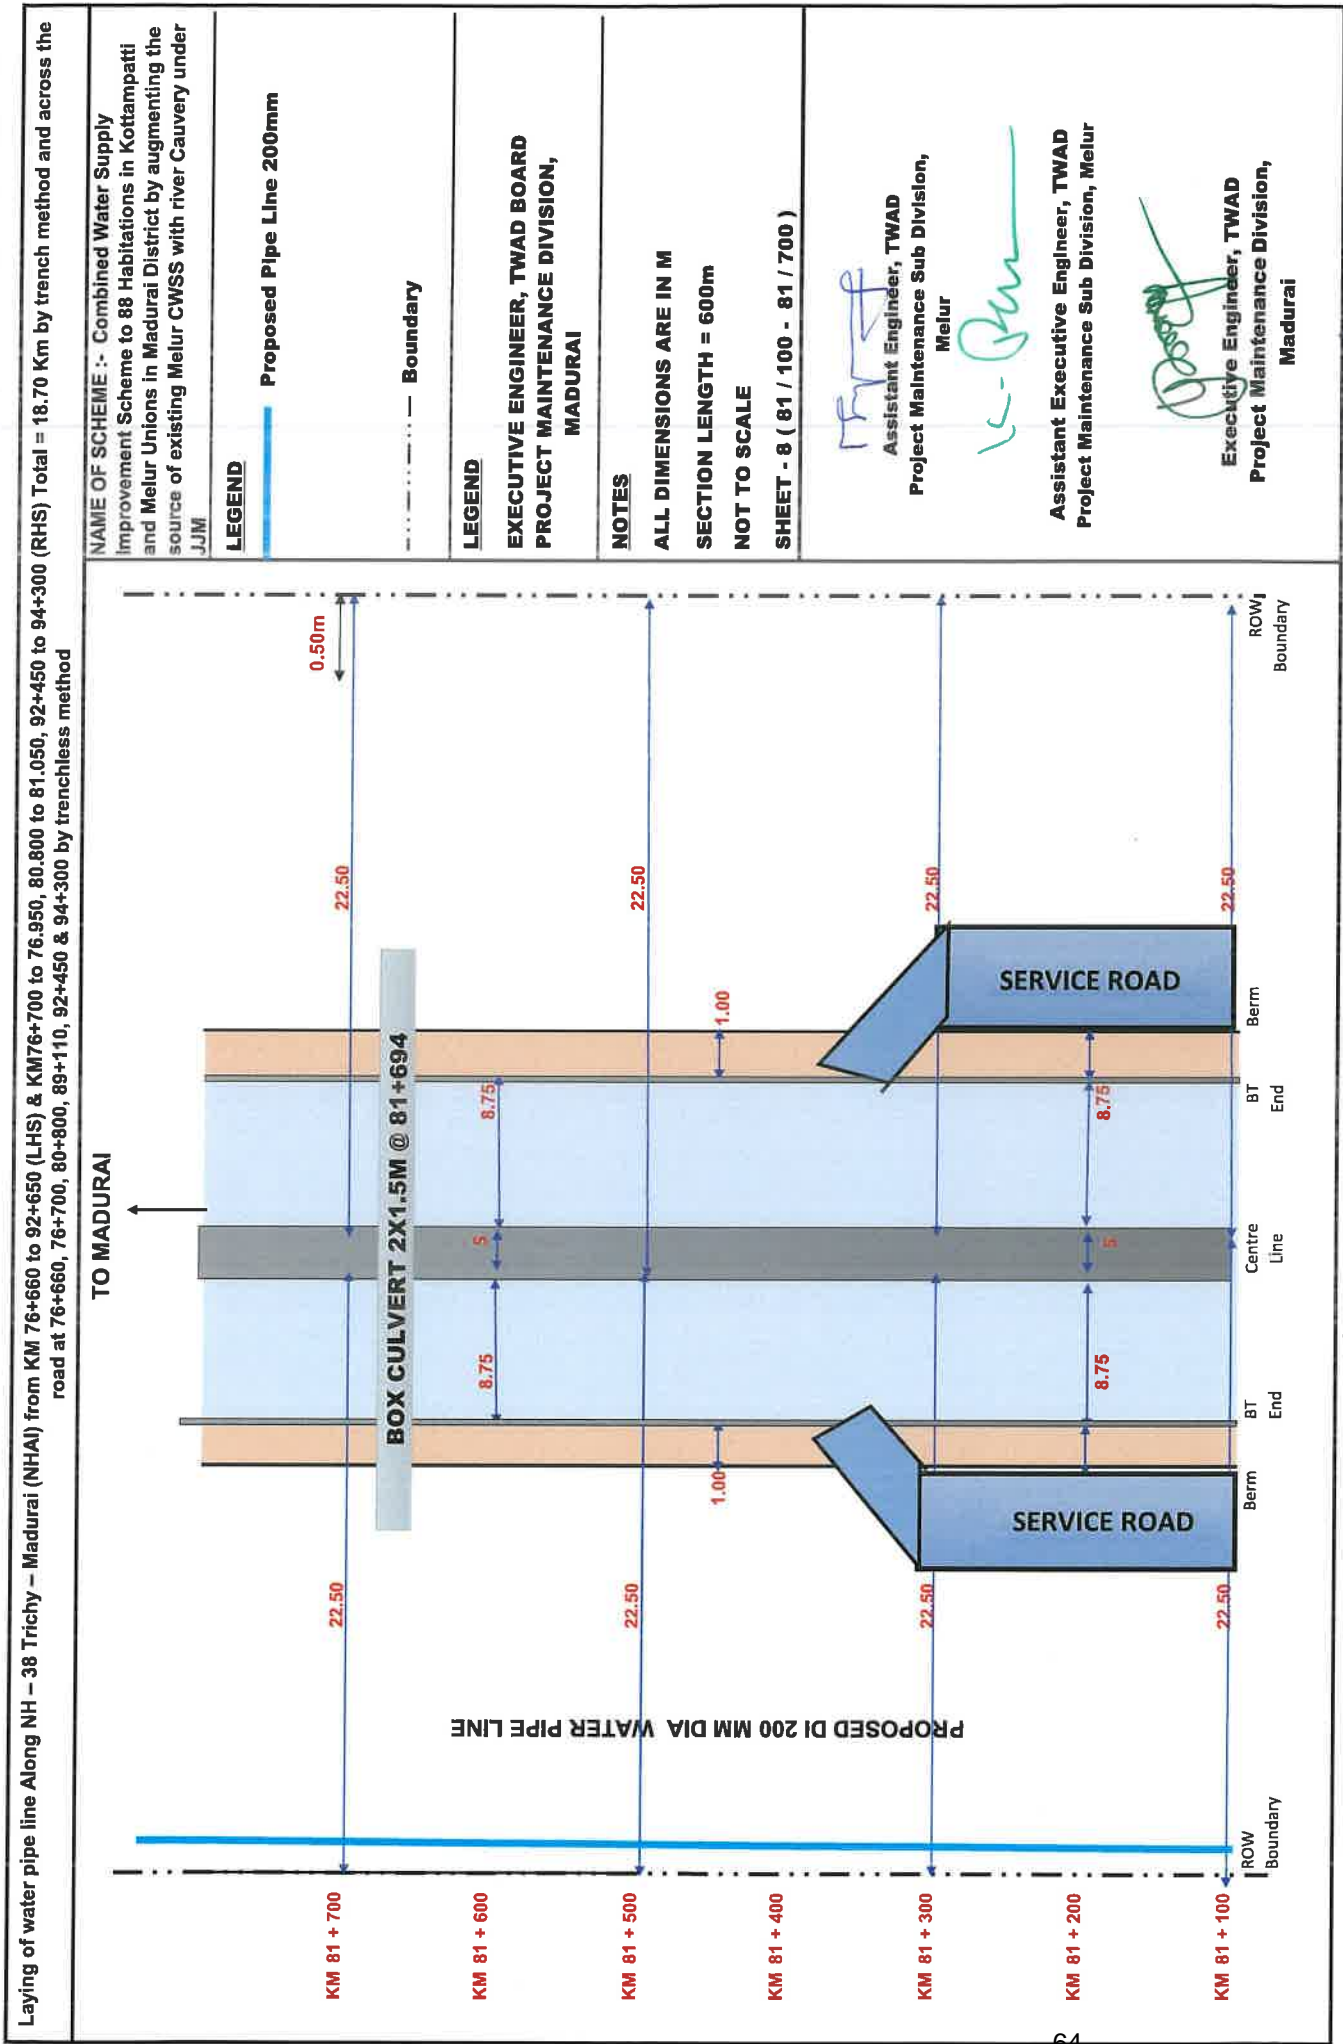 Laying of water pipe line Along NH – 38 Trichy – Madurai (NHAI) from KM 76+660 to 92+650 (LHS) & KM76+700 to 76.950, 80.800 to 81.050, 92+450 to 94+300 (RHS) Total = 18.70 Km by trench method and across the
road at 76+660, 76+700, 80+800, 89+110, 92+450 & 94+300 by trenchless method
TO MADURAI
KM 81 + 700
22.50
22.50
0.50m
BOX CULVERT 2X1.5M @ 81+694
KM 81 + 600
8.75
5
8.75
KM 81 + 500
22.50
22.50
PROPOSED DI 200 MM DIA WATER PIPE LINE
KM 81 + 400
1.00
1.00
KM 81 + 300
22.50
22.50
SERVICE ROAD
SERVICE ROAD
KM 81 + 200
8.75
5
8.75
KM 81 + 100
22.50
22.50
ROW
Boundary
Berm
BT
End
Centre
Line
BT
End
Berm
ROW
Boundary
NAME OF SCHEME :- Combined Water Supply
Improvement Scheme to 88 Habitations in Kottampatti
and Melur Unions in Madurai District by augmenting the
source of existing Melur CWSS with river Cauvery under
JJM
LEGEND
Proposed Pipe Line 200mm
Boundary
LEGEND
EXECUTIVE ENGINEER, TWAD BOARD
PROJECT MAINTENANCE DIVISION,
MADURAI
NOTES
ALL DIMENSIONS ARE IN M
SECTION LENGTH = 600m
NOT TO SCALE
SHEET - 8 ( 81 / 100 - 81 / 700 )
Assistant Engineer, TWAD
Project Maintenance Sub Division,
Melur
Assistant Executive Engineer, TWAD
Project Maintenance Sub Division, Melur
Executive Engineer, TWAD
Project Maintenance Division,
Madurai
64